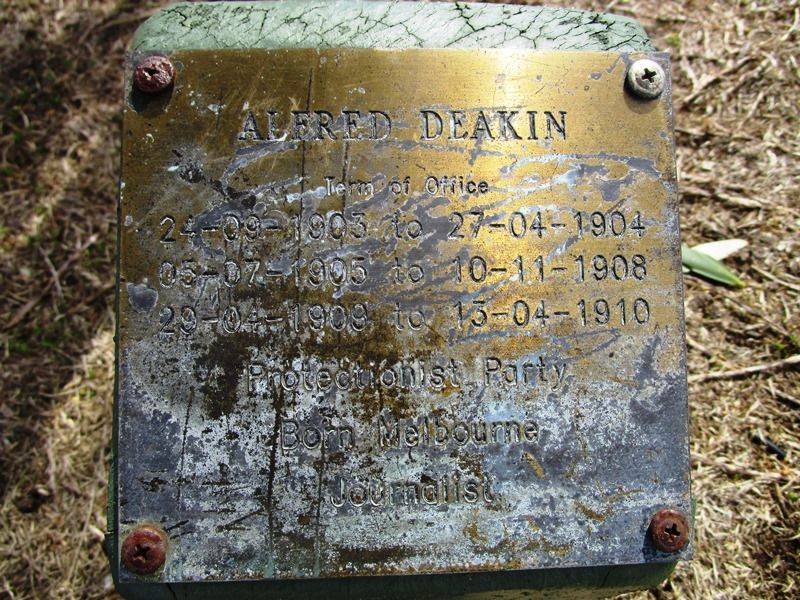 ALFRED DEAKIN
Term of Office
24-09-1903 to 27-04-1904
05-07-1905 to 10-11-1908
29-04-1909 to 13-04-1910
Protectionist Party
Born Melbourne
Journalist